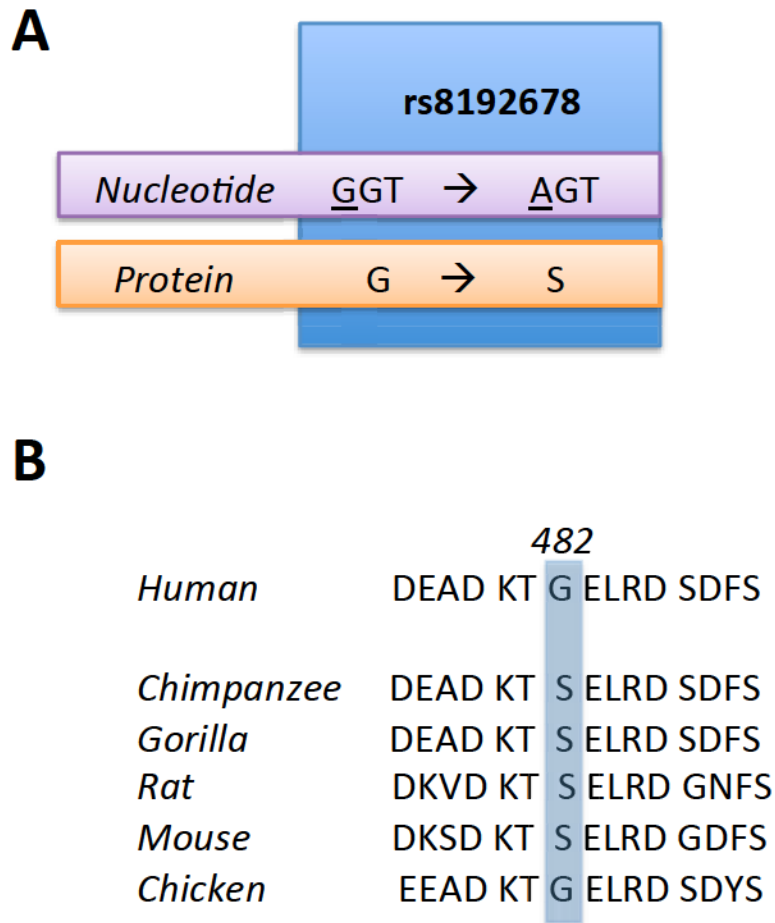 A
rs8192678
Nucleotide GGT → AGT
Protein G → S
B
482
Human DEAD KT G ELRD SDFS
Chimpanzee DEAD KT S ELRD SDFS
Gorilla DEAD KT S ELRD SDFS
Rat DKVD KT S ELRD GNFS
Mouse DKSD KT S ELRD GDFS
Chicken EEAD KT G ELRD SDYS